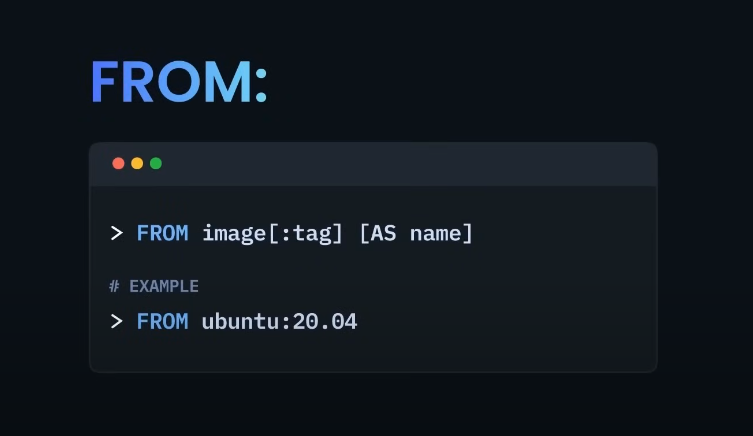 FROM:
> FROM image[:tag] [AS name]
# EXAMPLE
> FROM ubuntu:20.04